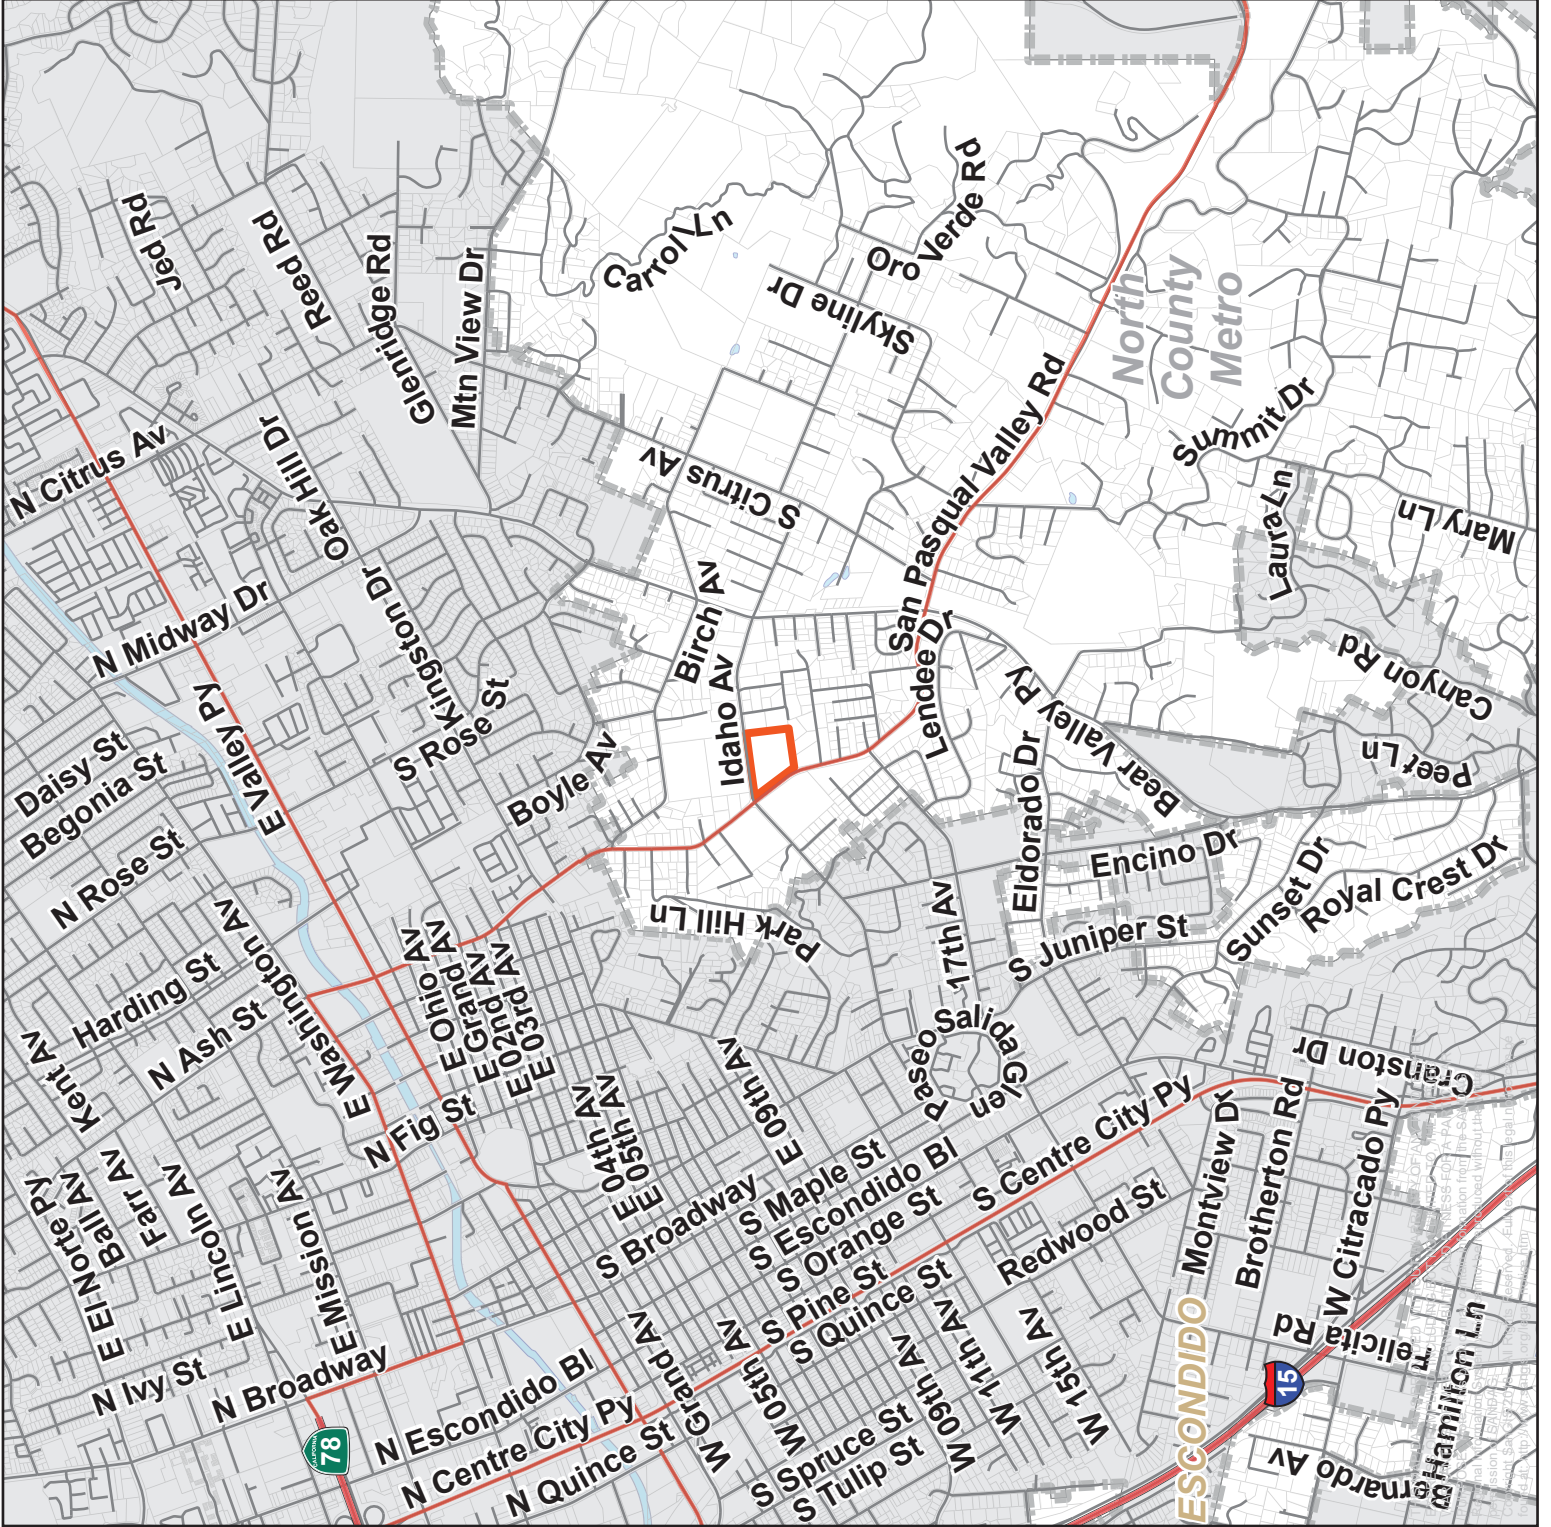 Jed Rd
Reed Rd
Glenridge Rd
Mtn View Dr
Carroll Ln
Oro Verde Rd
Skyline Dr
North
County
Metro
N Citrus Av
Oak Hill Dr
S Citrus Av
San Pasqual Valley Rd
Summit Dr
Laura Ln
Mary Ln
N Midway Dr
Kingston Dr
Birch Av
Idaho Av
Lendee Dr
Canyon Rd
Peet Ln
Bear Valley Py
Daisy St
Begonia St
E Valley Py
S Rose St
Boyle Av
Eldorado Dr
Encino Dr
Sunset Dr
Royal Crest Dr
N Rose St
Park Hill Ln
17th Av
S Juniper St
Harding St
E Washington Av
E Ohio Av
E Grand Av
E 02nd Av
E 03rd Av
N Ash St
Kent Av
N Fig St
E 04th Av
E 05th Av
E 09th Av
Paseo
Salida
Glen
Cranston Dr
E El Norte Py
Ball Av
Farr Av
E Lincoln Av
E Mission Av
S Broadway
S Maple St
S Escondido Bl
S Orange St
S Pine St
S Quince St
S Centre City Py
Redwood St
Montview Dr
Brotherton Rd
W Citracado Py
Felicita Rd
Hamilton Ln
Bernardo Av
N Ivy St
N Broadway
N Escondido Bl
N Centre City Py
N Quince St
W Grand Av
W 05th Av
W 09th Av
W 11th Av
W 15th Av
S Spruce St
S Tulip St
ESCONDIDO
CALIFORNIA
78
15